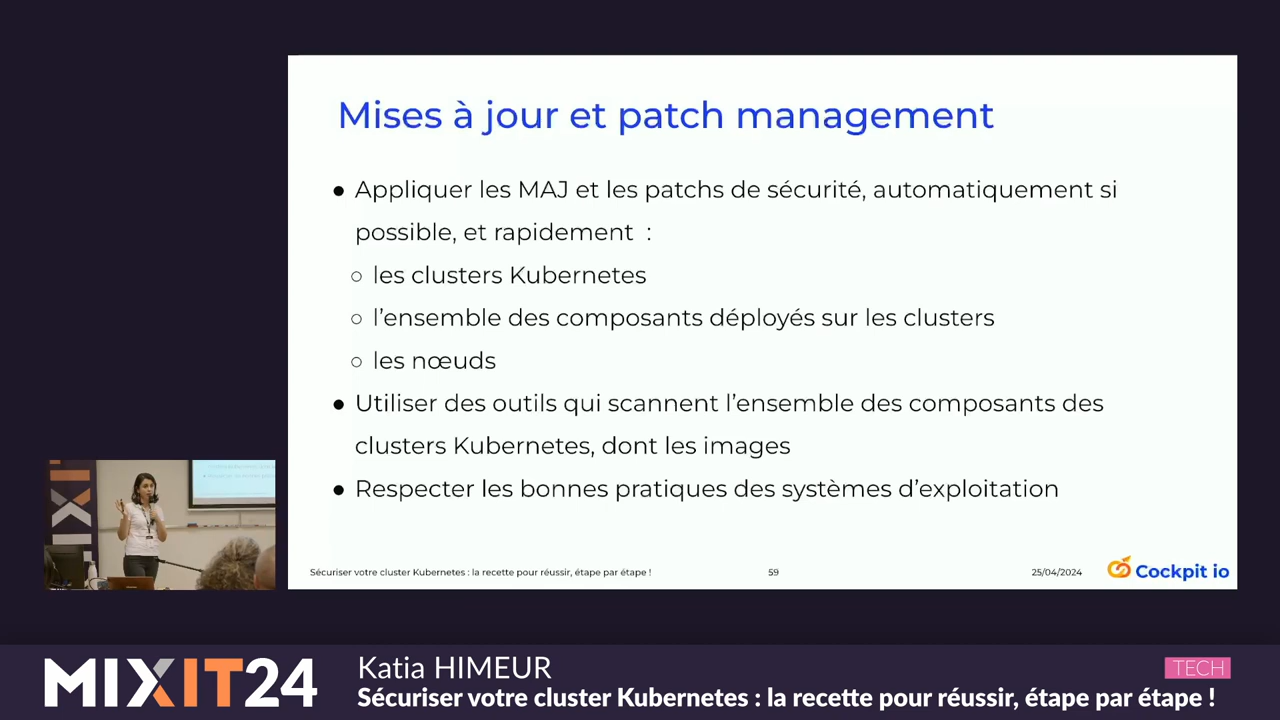 Mises à jour et patch management
● Appliquer les MAJ et les patchs de sécurité, automatiquement si
possible, et rapidement :
○ les clusters Kubernetes
○ l'ensemble des composants déployés sur les clusters
○ les nœuds
● Utiliser des outils qui scannent l'ensemble des composants des
clusters Kubernetes, dont les images
● Respecter les bonnes pratiques des systèmes d'exploitation
Sécuriser votre cluster Kubernetes : la recette pour réussir, étape par étape !
59
25/04/2024
Cockpit io
MIXIT24
Katia HIMEUR
TECH
Sécuriser votre cluster Kubernetes : la recette pour réussir, étape par étape !